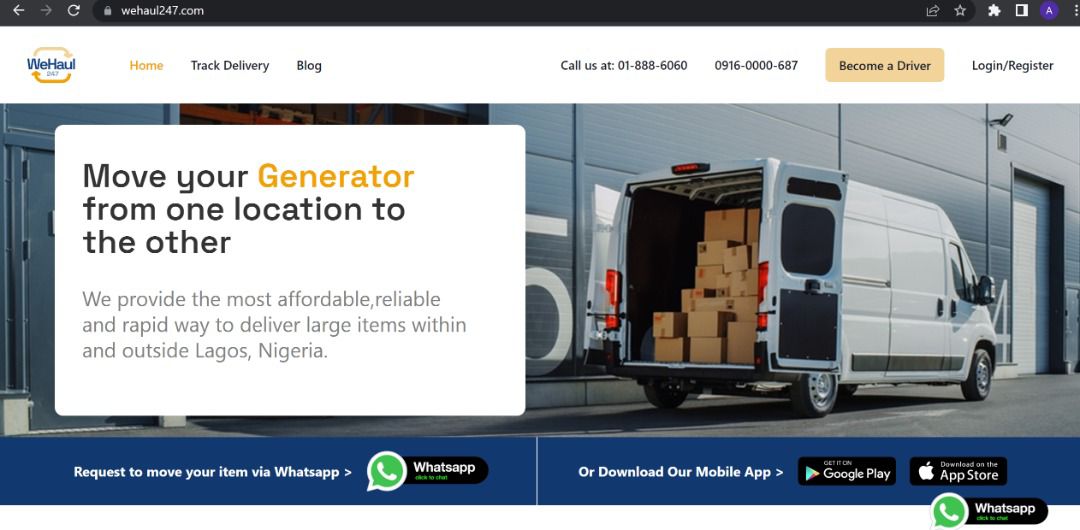 wehaul247.com
A
WeHaul
247
Home
Track Delivery
Blog
Call us at: 01-888-6060
0916-0000-687
Become a Driver
Login/Register
Move your Generator
from one location to
the other
We provide the most affordable,reliable
and rapid way to deliver large items within
and outside Lagos, Nigeria.
Request to move your item via Whatsapp >
Whatsapp
click to chat
Or Download Our Mobile App >
GET IT ON
Google Play
Download on the
App Store
Whatsapp
click to chat